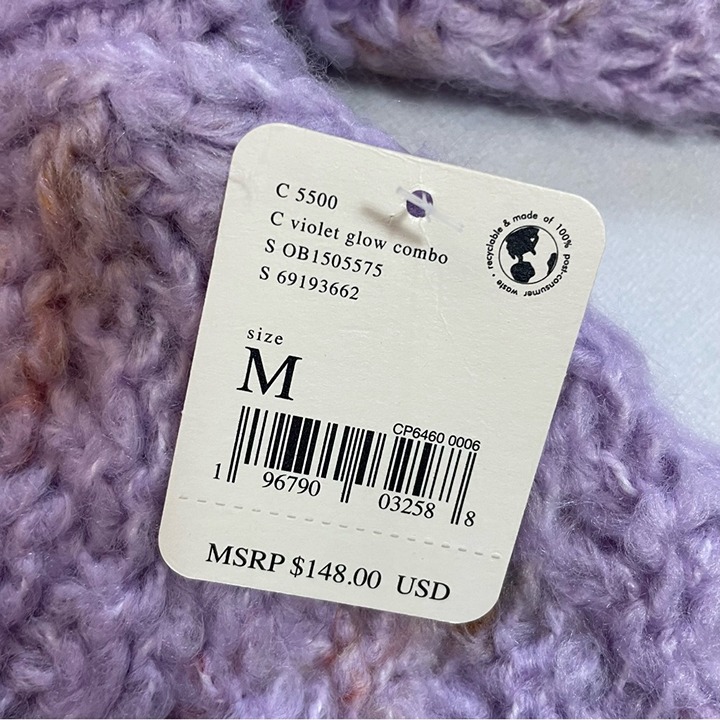 C 5500
C violet glow combo
S OB1505575
S 69193662
• recyclable & made of 100% post-consumer waste
size
M
CP6460 0006
1 96790 03258 8
MSRP $148.00 USD